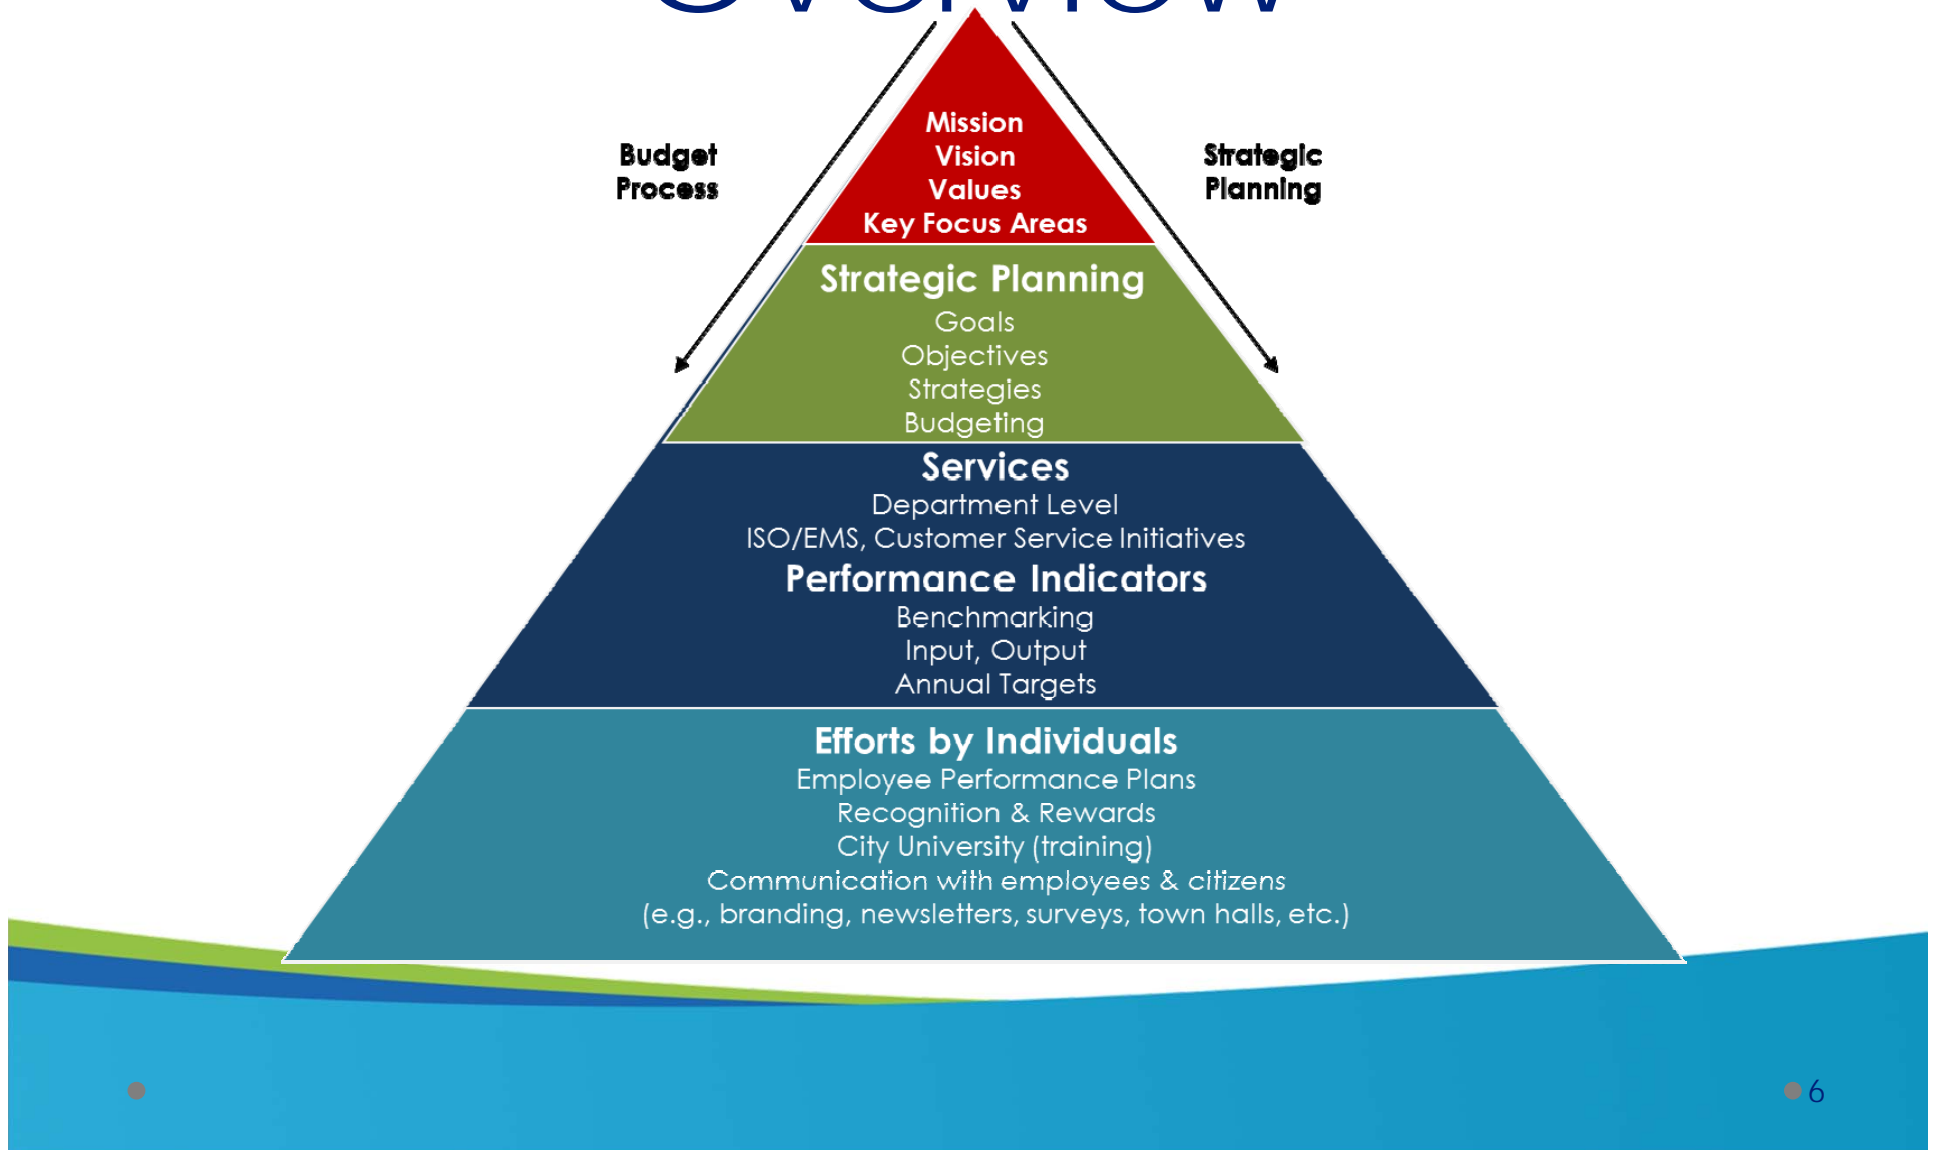 Overview
Budget
Process
Strategic
Planning
Mission
Vision
Values
Key Focus Areas
Strategic Planning
Goals
Objectives
Strategies
Budgeting
Services
Department Level
ISO/EMS, Customer Service Initiatives
Performance Indicators
Benchmarking
Input, Output
Annual Targets
Efforts by Individuals
Employee Performance Plans
Recognition & Rewards
City University (training)
Communication with employees & citizens
(e.g., branding, newsletters, surveys, town halls, etc.)
6